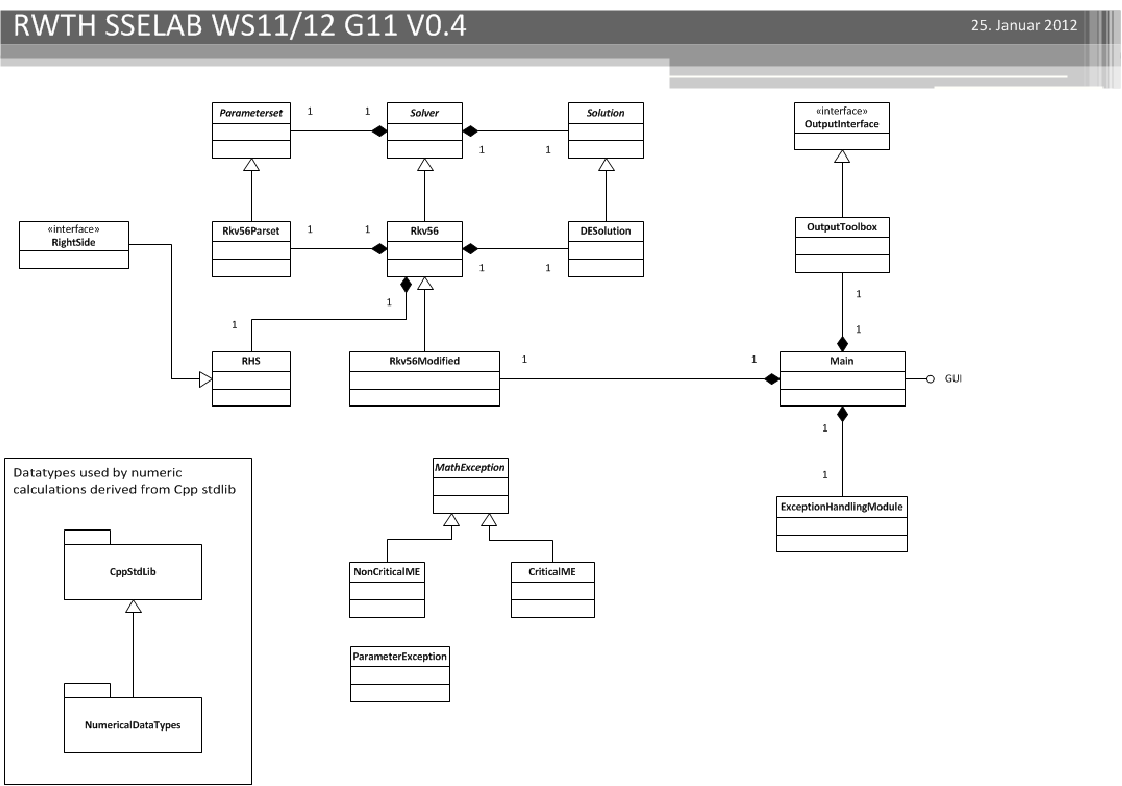 RWTH SSELAB WS11/12 G11 V0.4
25. Januar 2012
Parameterset
1
1
Solver
1
1
Solution
«interface»
OutputInterface
«interface»
RightSide
Rkv56Parset
1
1
Rkv56
1
1
DESolution
OutputToolbox
1
1
1
1
RHS
Rkv56Modified
1
1
Main
GUI
1
1
ExceptionHandlingModule
Datatypes used by numeric
calculations derived from Cpp stdlib
CppStdLib
NumericalDataTypes
MathException
NonCriticalME
CriticalME
ParameterException